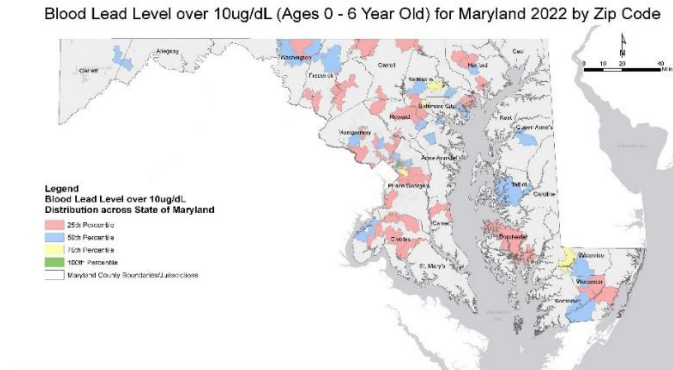 Blood Lead Level over 10ug/dL (Ages 0 - 6 Year Old) for Maryland 2022 by Zip Code
N
0 10 20 40
Allegany
Garrett
Washington
Frederick
Carroll
Harford
Cecil
Baltimore
Baltimore City
Howard
Kent
Queen Anne's
Montgomery
Anne Arundel
Prince George's
Talbot
Caroline
Calvert
Charles
Dorchester
St. Mary's
Wicomico
Worcester
Somerset
Legend
Blood Lead Level over 10ug/dL
Distribution across State of Maryland
25th Percentile
50th Percentile
75th Percentile
100th Percentile
Maryland County Boundaries/Jurisdictions